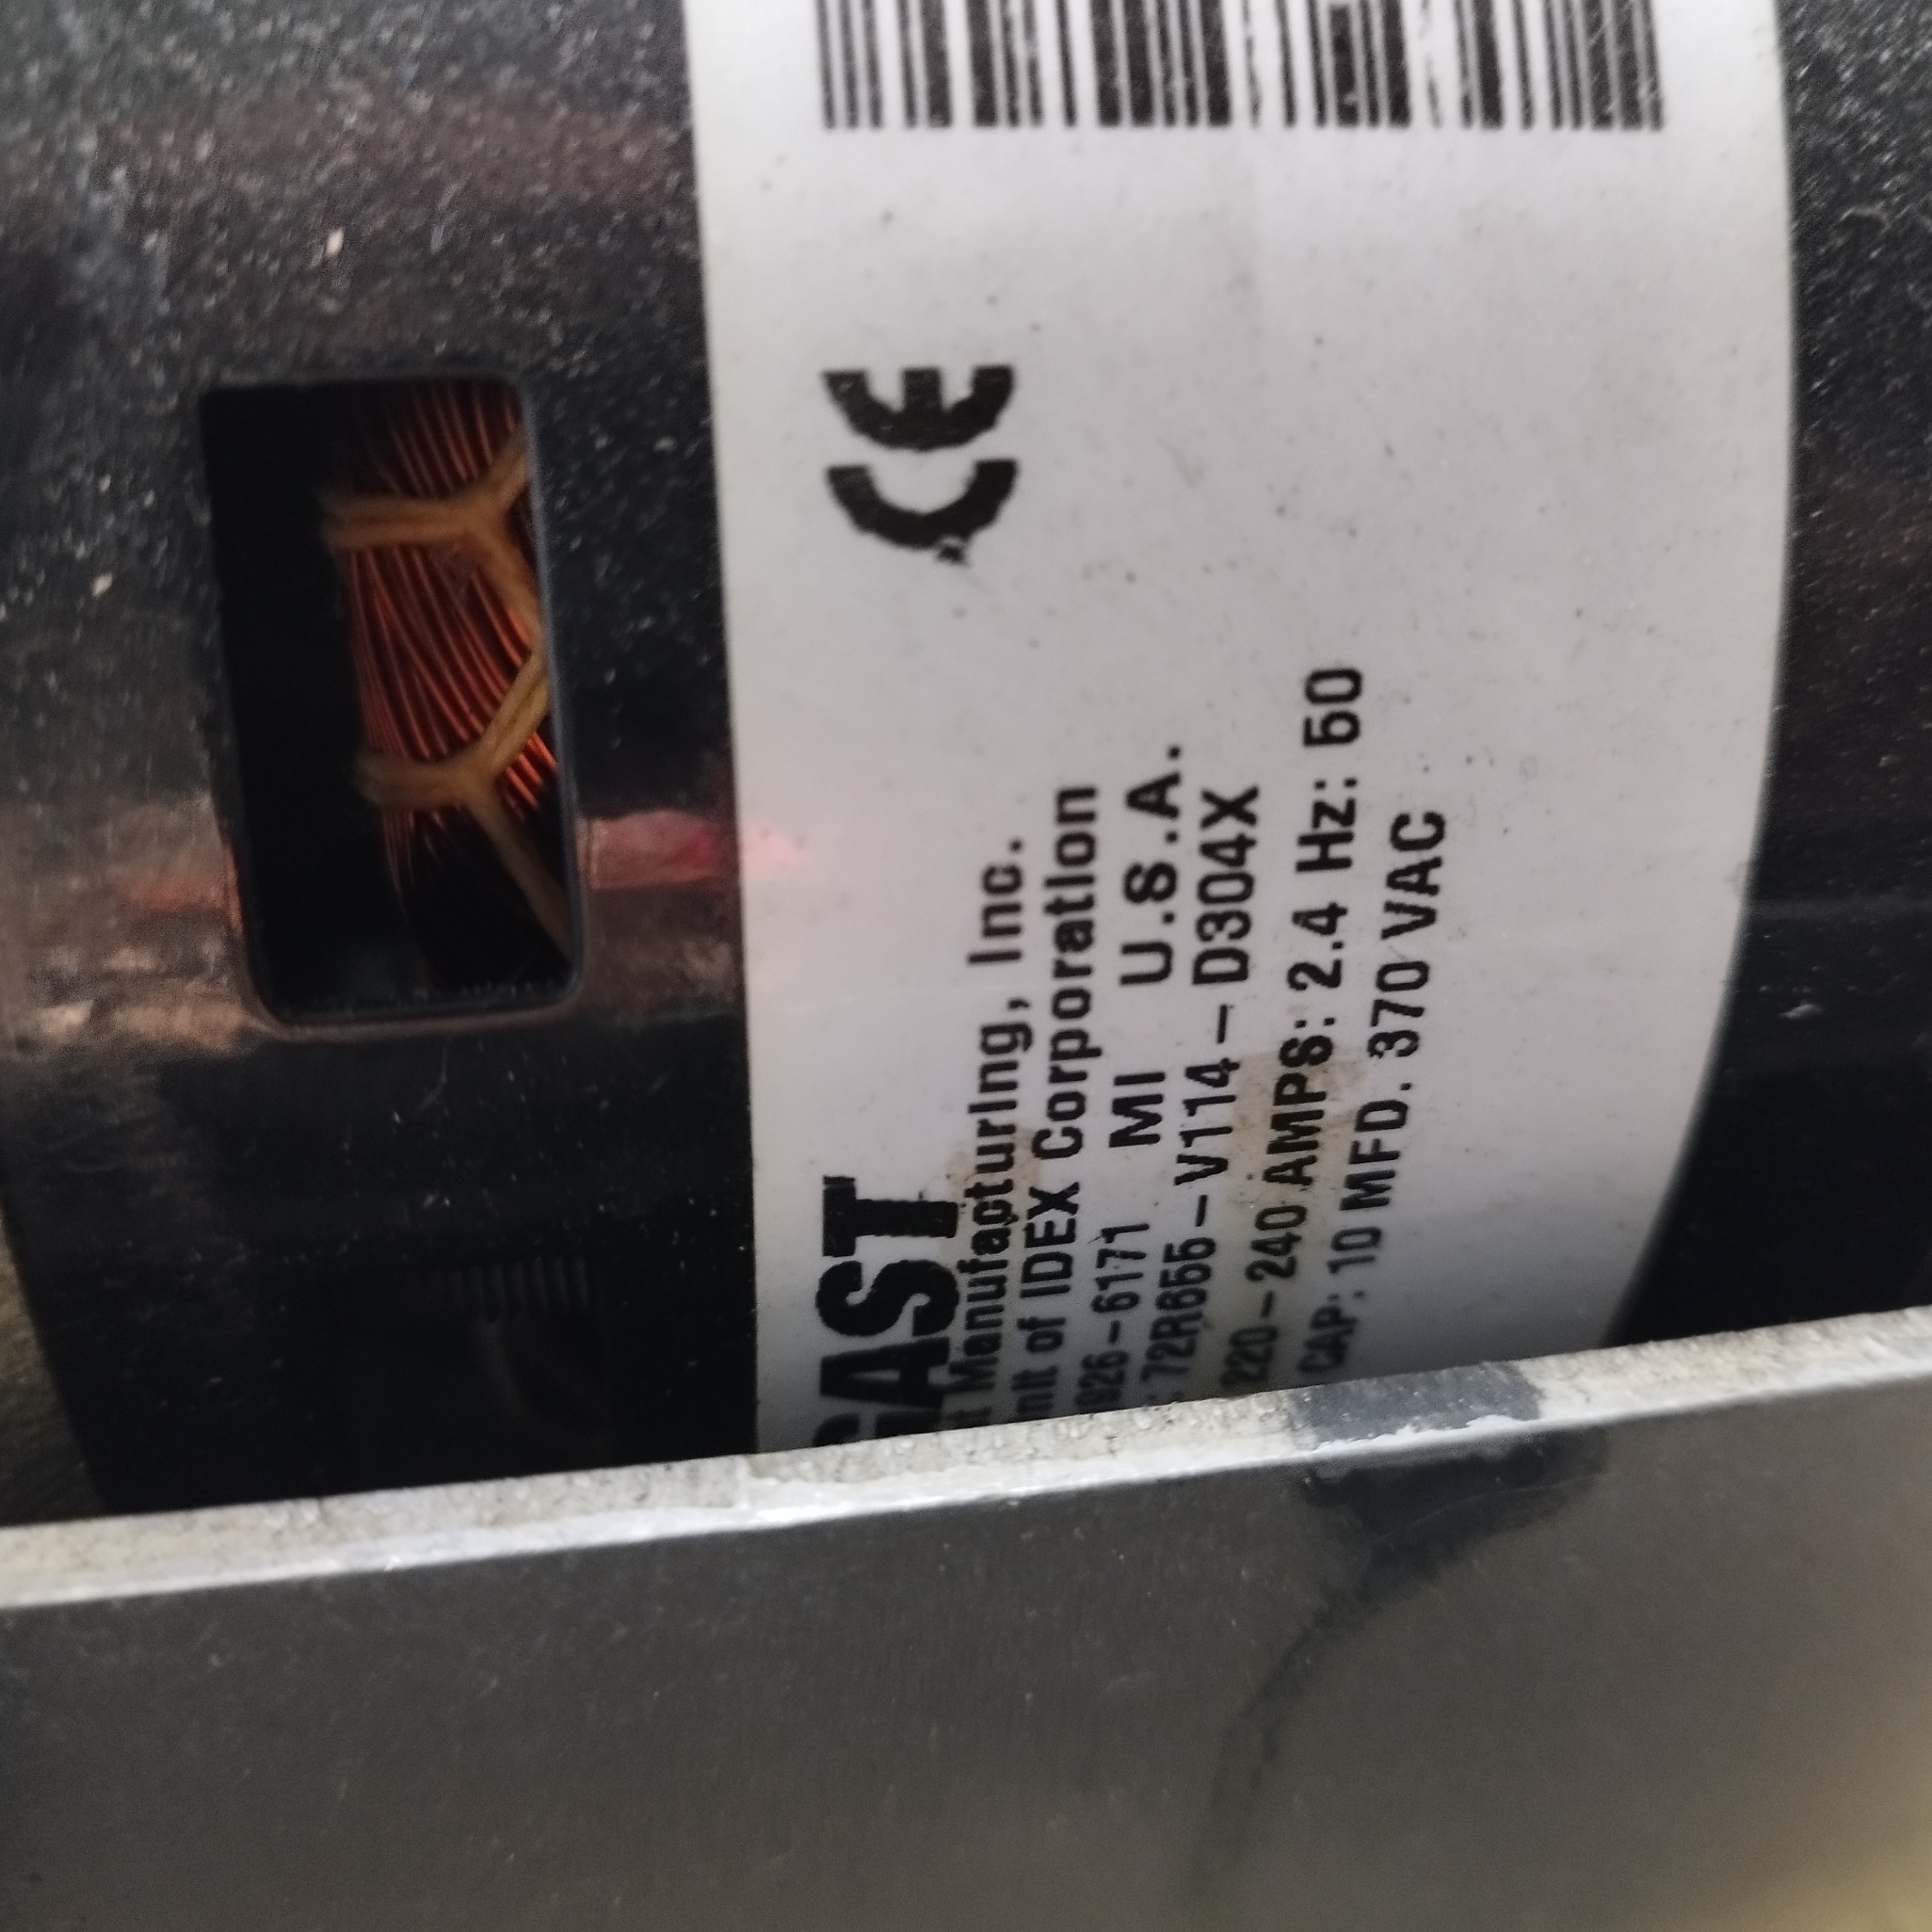 GAST
t Manufacturing, Inc.
nit of IDEX Corporation
926-6171 MI U.S.A.
: 72R655-V114-D304X
220-240 AMPS: 2.4 Hz: 50
CAP: 10 MFD. 370 VAC
CE